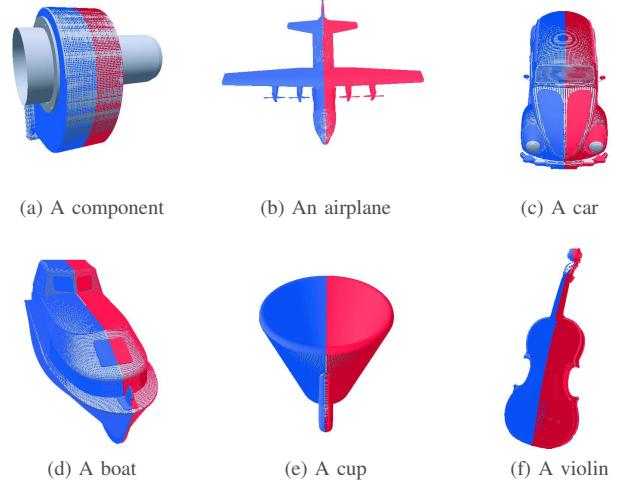 (a) A component
(b) An airplane
(c) A car
(d) A boat
(e) A cup
(f) A violin